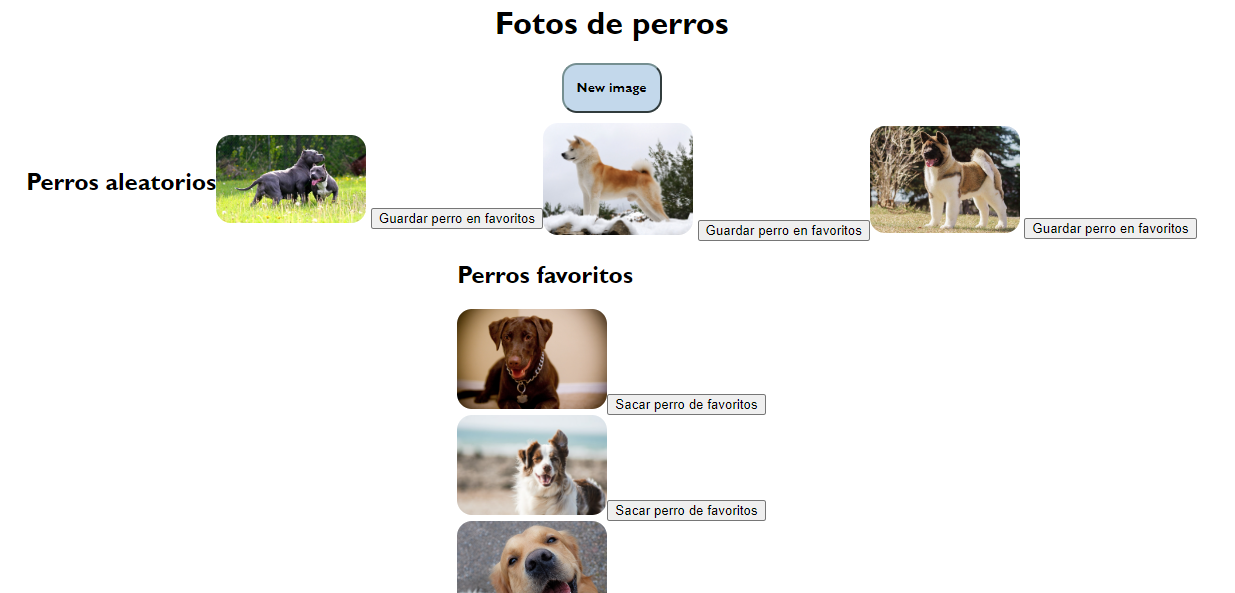 Fotos de perros
New image
Perros aleatorios
Guardar perro en favoritos
Guardar perro en favoritos
Guardar perro en favoritos
Perros favoritos
Sacar perro de favoritos
Sacar perro de favoritos